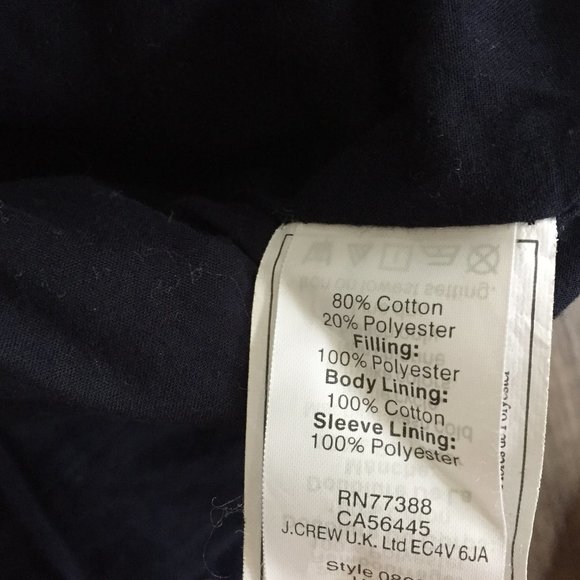 80% Cotton
20% Polyester
Filling:
100% Polyester
Body Lining:
100% Cotton
Sleeve Lining:
100% Polyester
RN77388
CA56445
J.CREW U.K. Ltd EC4V 6JA
Style